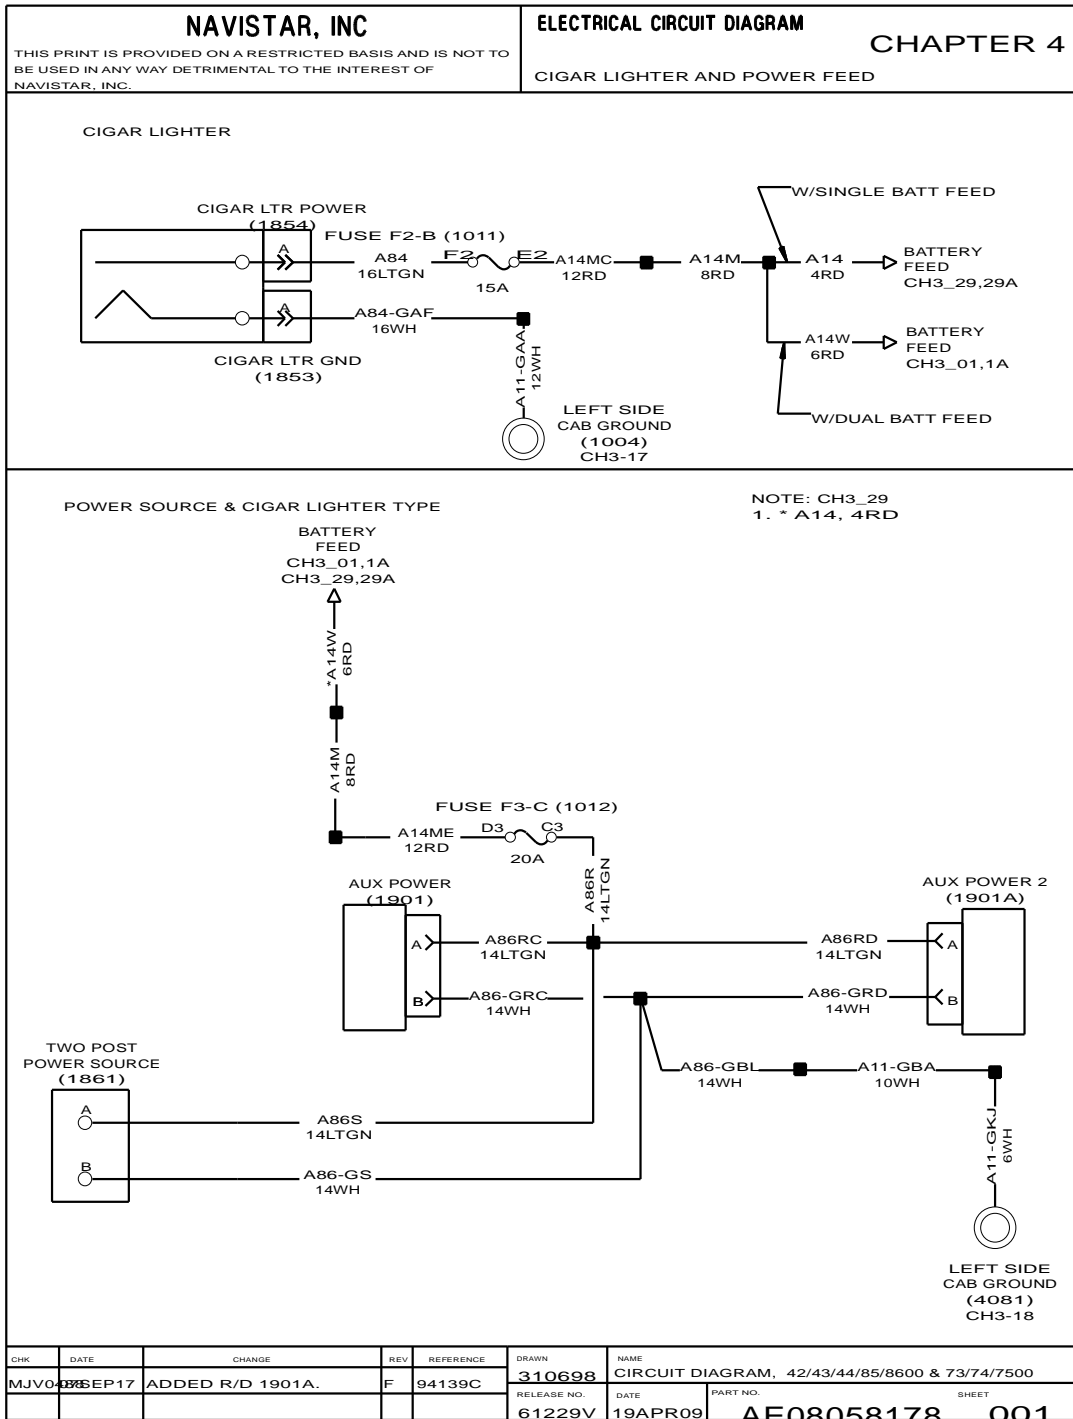 NAVISTAR, INC
THIS PRINT IS PROVIDED ON A RESTRICTED BASIS AND IS NOT TO
BE USED IN ANY WAY DETRIMENTAL TO THE INTEREST OF
NAVISTAR, INC.
ELECTRICAL CIRCUIT DIAGRAM
CHAPTER 4
CIGAR LIGHTER AND POWER FEED
CIGAR LIGHTER
W/SINGLE BATT FEED
CIGAR LTR POWER
(1854)
FUSE F2-B (1011)
A
A84
16LTGN
F2
E2
15A
A14MC
12RD
A14M
8RD
A14
4RD
BATTERY
FEED
CH3_29,29A
A
A84-GAF
16WH
A14W
6RD
BATTERY
FEED
CH3_01,1A
CIGAR LTR GND
(1853)
A11-GAA
12WH
LEFT SIDE
CAB GROUND
(1004)
CH3-17
W/DUAL BATT FEED
POWER SOURCE & CIGAR LIGHTER TYPE
NOTE: CH3_29
1. * A14, 4RD
BATTERY
FEED
CH3_01,1A
CH3_29,29A
*A14W
6RD
A14M
8RD
FUSE F3-C (1012)
A14ME
12RD
D3
C3
20A
A86R
14LTGN
AUX POWER
(1901)
AUX POWER 2
(1901A)
A
A86RC
14LTGN
A86RD
14LTGN
A
B
A86-GRC
14WH
A86-GRD
14WH
B
TWO POST
POWER SOURCE
(1861)
A86-GBL
14WH
A11-GBA
10WH
A
A86S
14LTGN
A11-GKJ
6WH
B
A86-GS
14WH
LEFT SIDE
CAB GROUND
(4081)
CH3-18
CHK DATE CHANGE REV REFERENCE
MJV0468 07SEP17 ADDED R/D 1901A. F 94139C
DRAWN
310698
NAME
CIRCUIT DIAGRAM, 42/43/44/85/8600 & 73/74/7500
RELEASE NO.
61229V
DATE
19APR09
PART NO.
AE08058178
SHEET
001